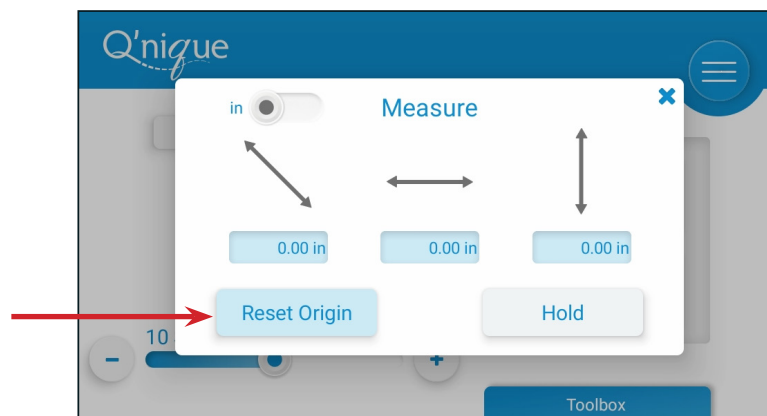 Q'nique
in
Measure
0.00 in
0.00 in
0.00 in
Reset Origin
Hold
10
Toolbox